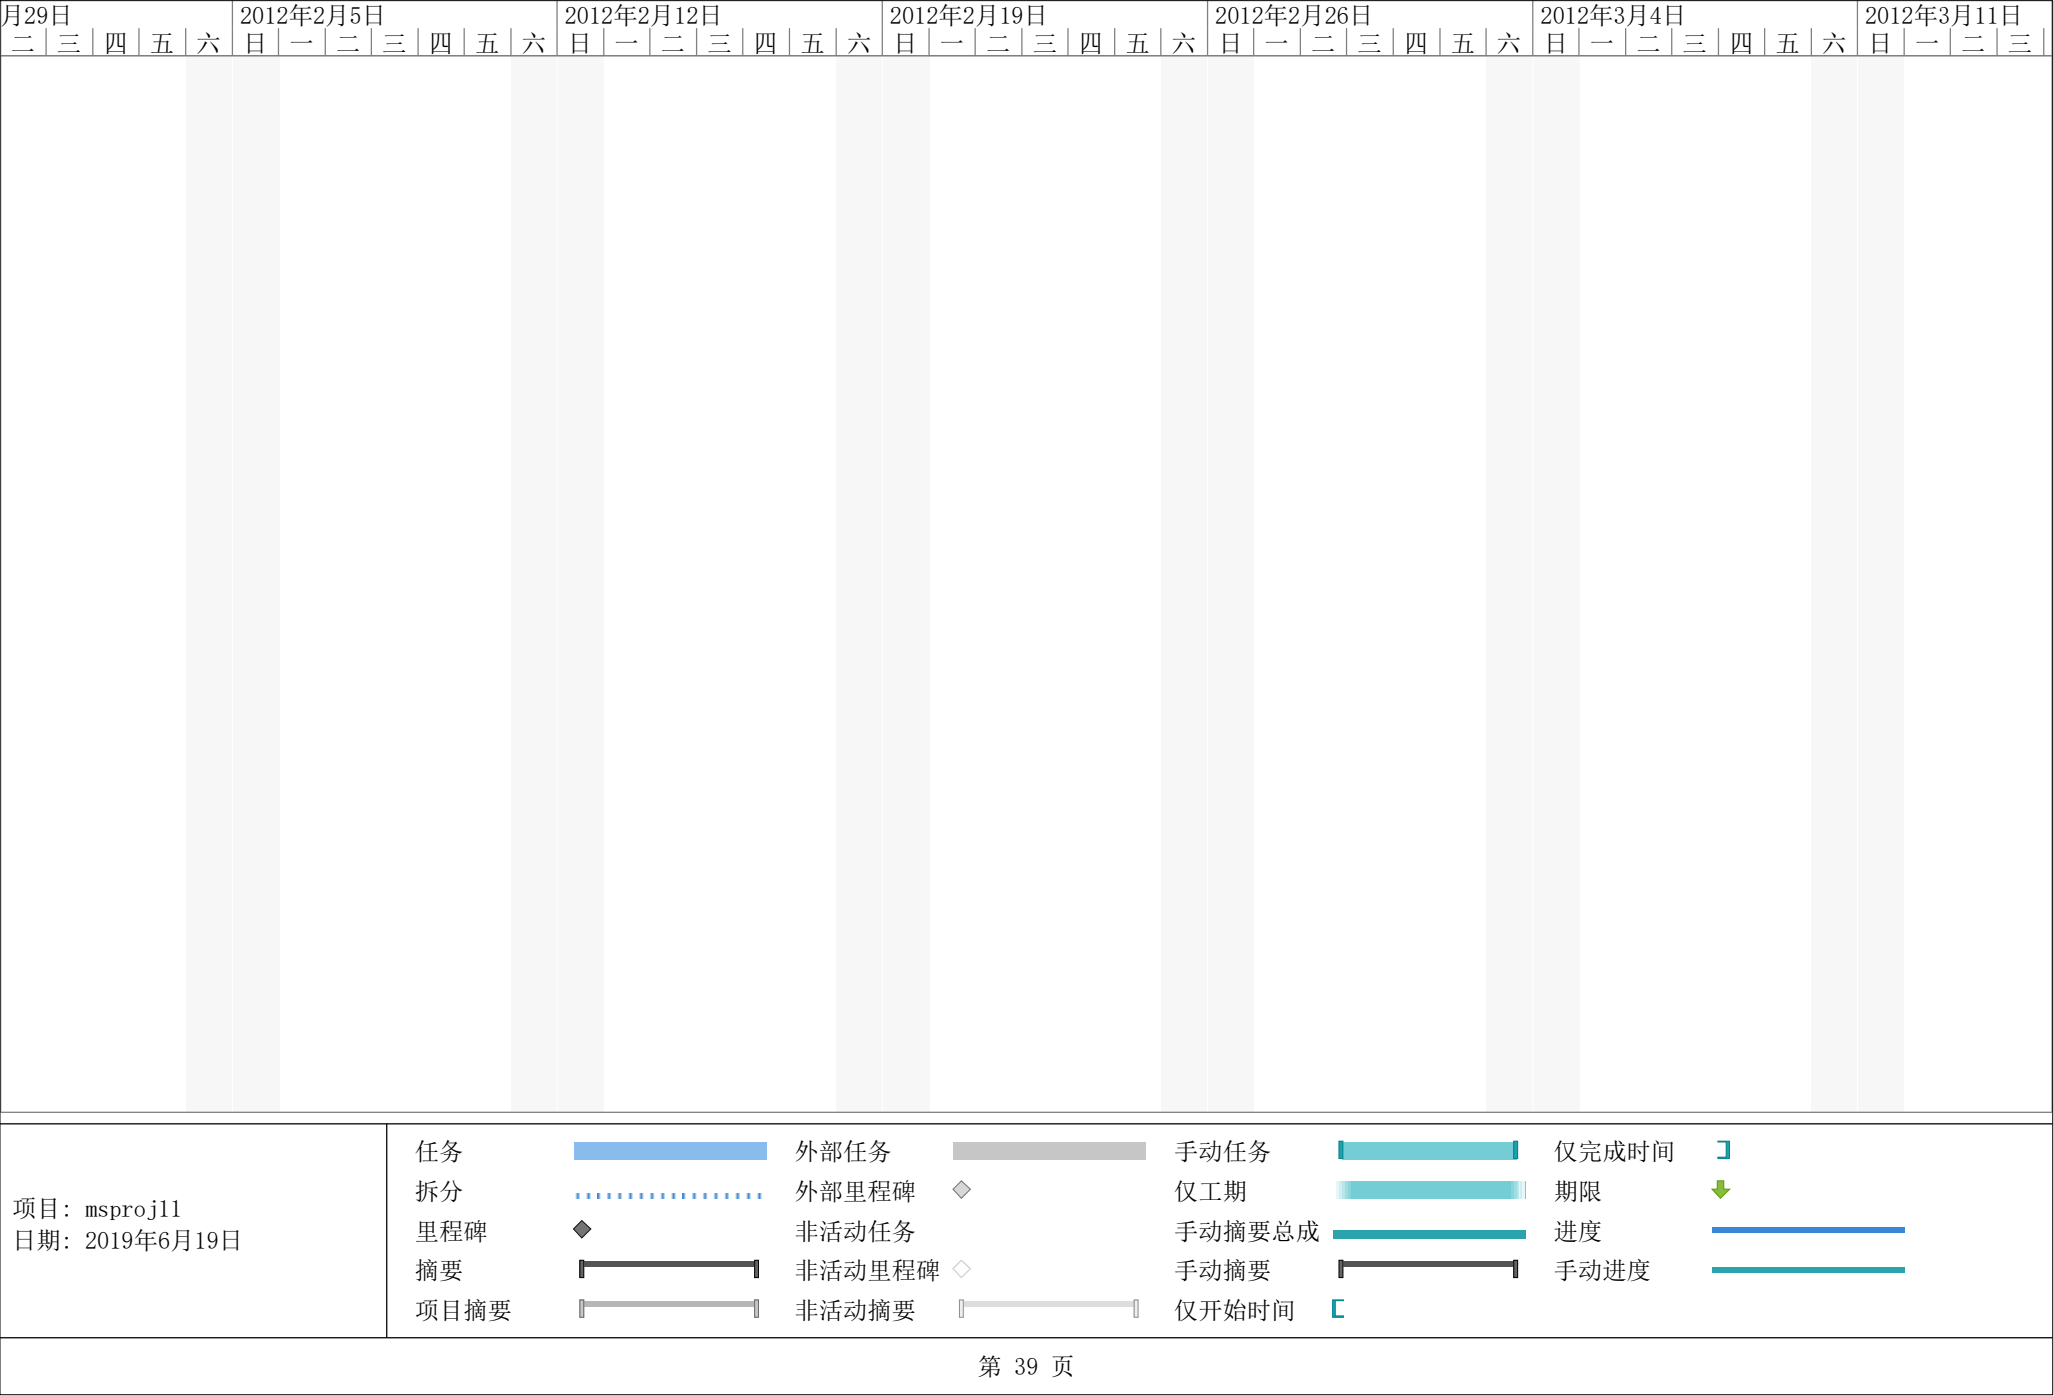 月29日 2012年2月5日 2012年2月12日 2012年2月19日 2012年2月26日 2012年3月4日 2012年3月11日
二 三 四 五 六 日 一 二 三 四 五 六 日 一 二 三 四 五 六 日 一 二 三 四 五 六 日 一 二 三 四 五 六 日 一 二 三 四 五 六 日 一 二 三
项目: msproj11
日期: 2019年6月19日
任务 外部任务 手动任务 仅完成时间
拆分 外部里程碑 仅工期 期限
里程碑 非活动任务 手动摘要总成 进度
摘要 非活动里程碑 手动摘要 手动进度
项目摘要 非活动摘要 仅开始时间
第 39 页